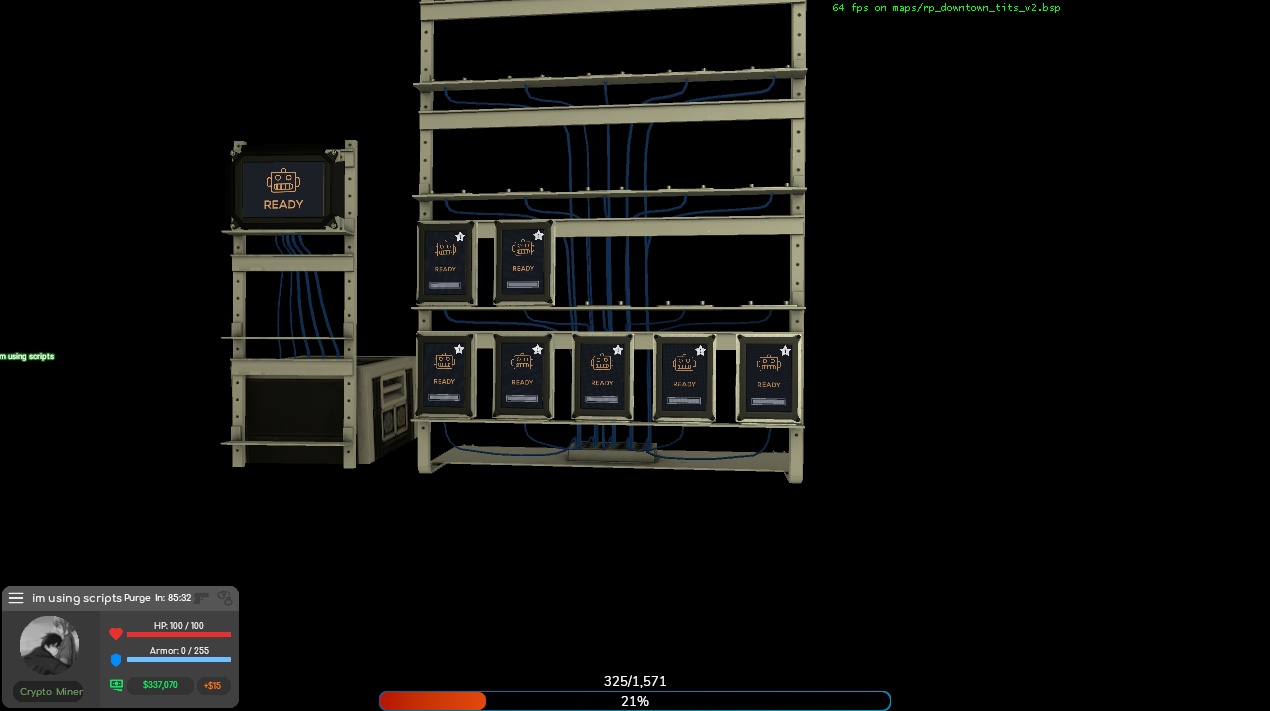 64 fps on maps/rp_downtown_tits_v2.bsp
READY
READY
READY
m using scripts
READY
READY
READY
READY
READY
im using scripts Purge In: 85:32
HP: 100 / 100
Armor: 0 / 255
Crypto Miner
$337,070
+$15
325/1,571
21%